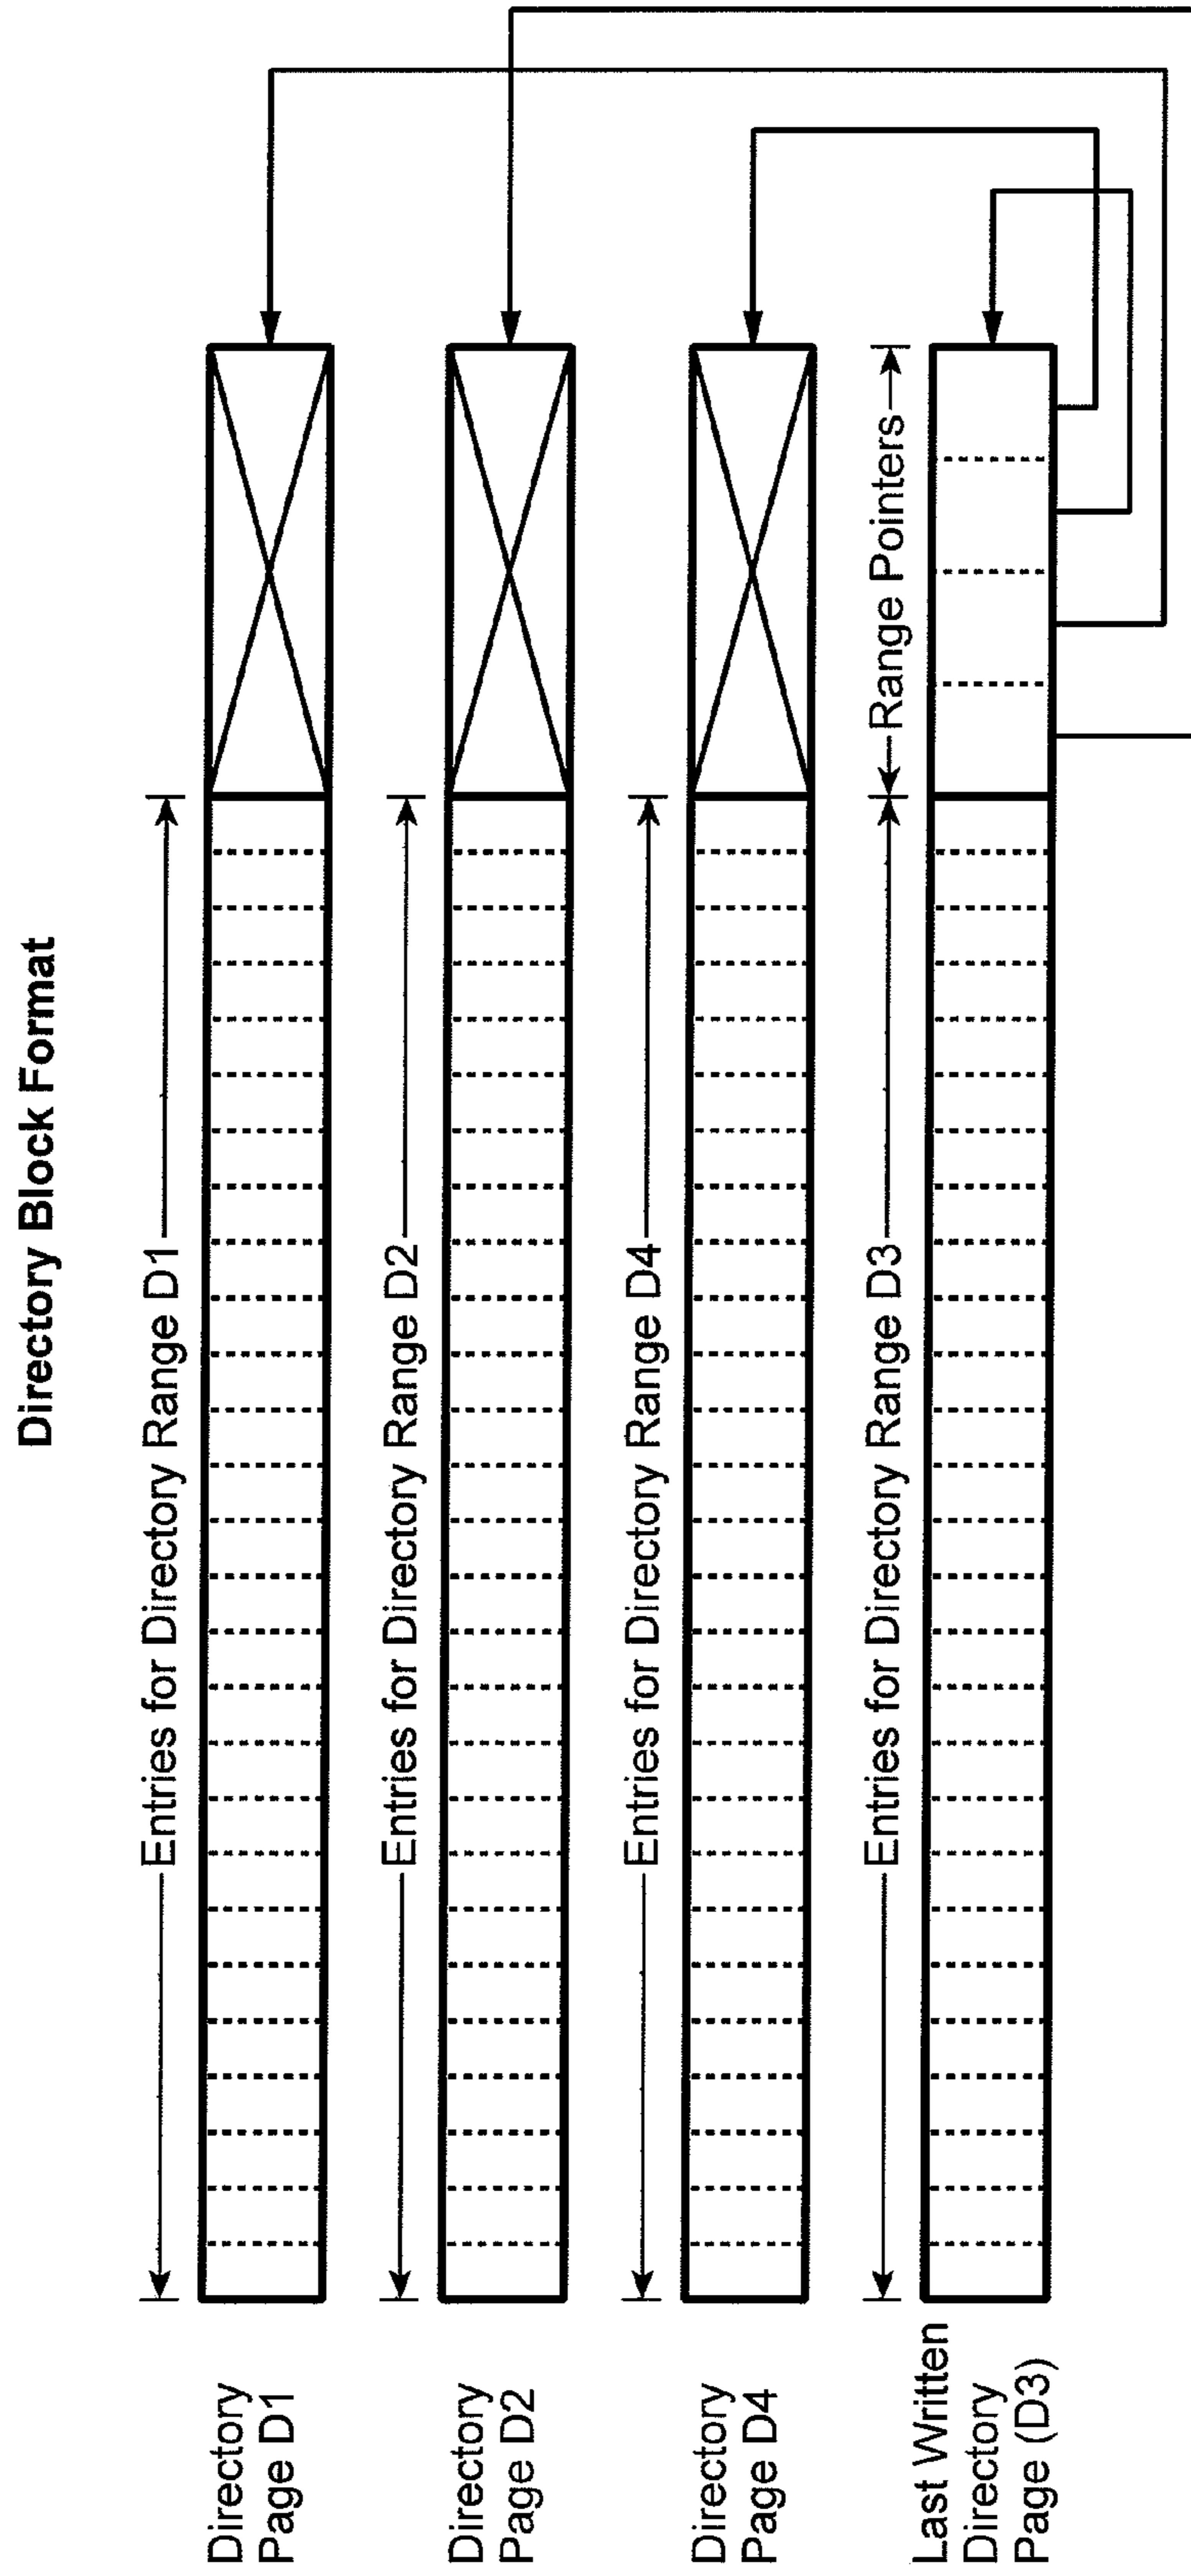 Directory Block Format
Entries for Directory Range D1
Directory
Page D1
Entries for Directory Range D2
Directory
Page D2
Entries for Directory Range D4
Directory
Page D4
Entries for Directory Range D3
Range Pointers
Last Written
Directory
Page (D3)